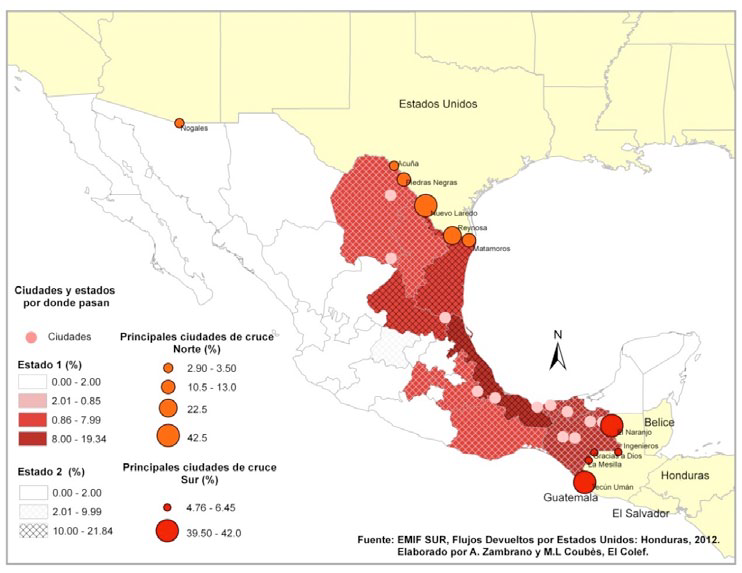 Estados Unidos
Nogales
Acuña
Piedras Negras
Nuevo Laredo
Reynosa
Matamoros
Ciudades y estados
por donde pasan
Ciudades
Estado 1 (%)
0.00 - 2.00
2.01 - 0.85
0.86 - 7.99
8.00 - 19.34
Estado 2 (%)
0.00 - 2.00
2.01 - 9.99
10.00 - 21.84
Principales ciudades de cruce
Norte (%)
2.90 - 3.50
10.5 - 13.0
22.5
42.5
Principales ciudades de cruce
Sur (%)
4.76 - 6.45
39.50 - 42.0
N
El Naranjo
Belice
Ingenieros
Gracias a Dios
La Mesilla
Tecún Umán
Guatemala
Honduras
El Salvador
Fuente: EMIF SUR, Flujos Devueltos por Estados Unidos: Honduras, 2012.
Elaborado por A. Zambrano y M.L Coubès, El Colef.